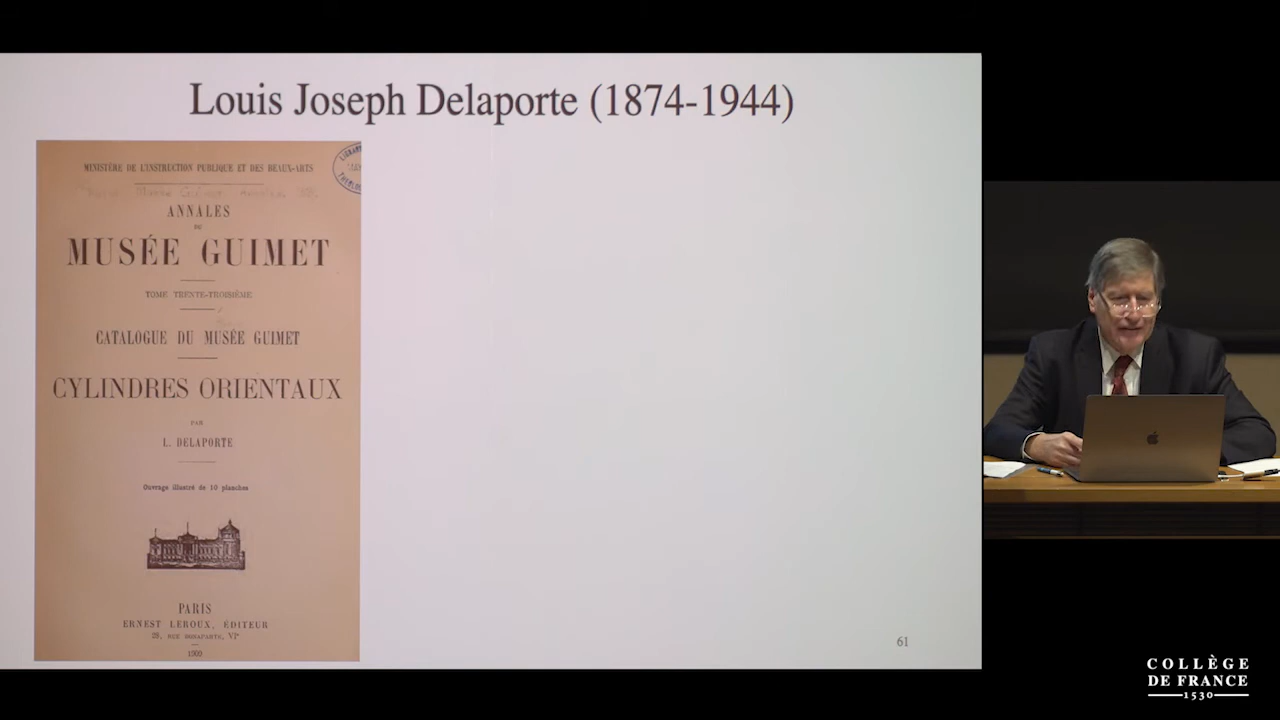 Louis Joseph Delaporte (1874-1944)
MINISTÈRE DE L'INSTRUCTION PUBLIQUE ET DES BEAUX-ARTS
ANNALES
DU
MUSÉE GUIMET
TOME TRENTE-TROISIÈME
CATALOGUE DU MUSÉE GUIMET
CYLINDRES ORIENTAUX
PAR
L. DELAPORTE
Ouvrage illustré de 10 planches
PARIS
ERNEST LEROUX, ÉDITEUR
28, RUE BONAPARTE, VIe
61
COLLÈGE
DE FRANCE
1530